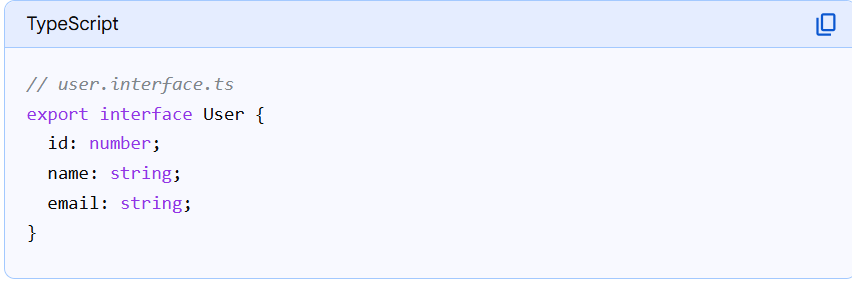 TypeScript
// user.interface.ts
export interface User {
  id: number;
  name: string;
  email: string;
}